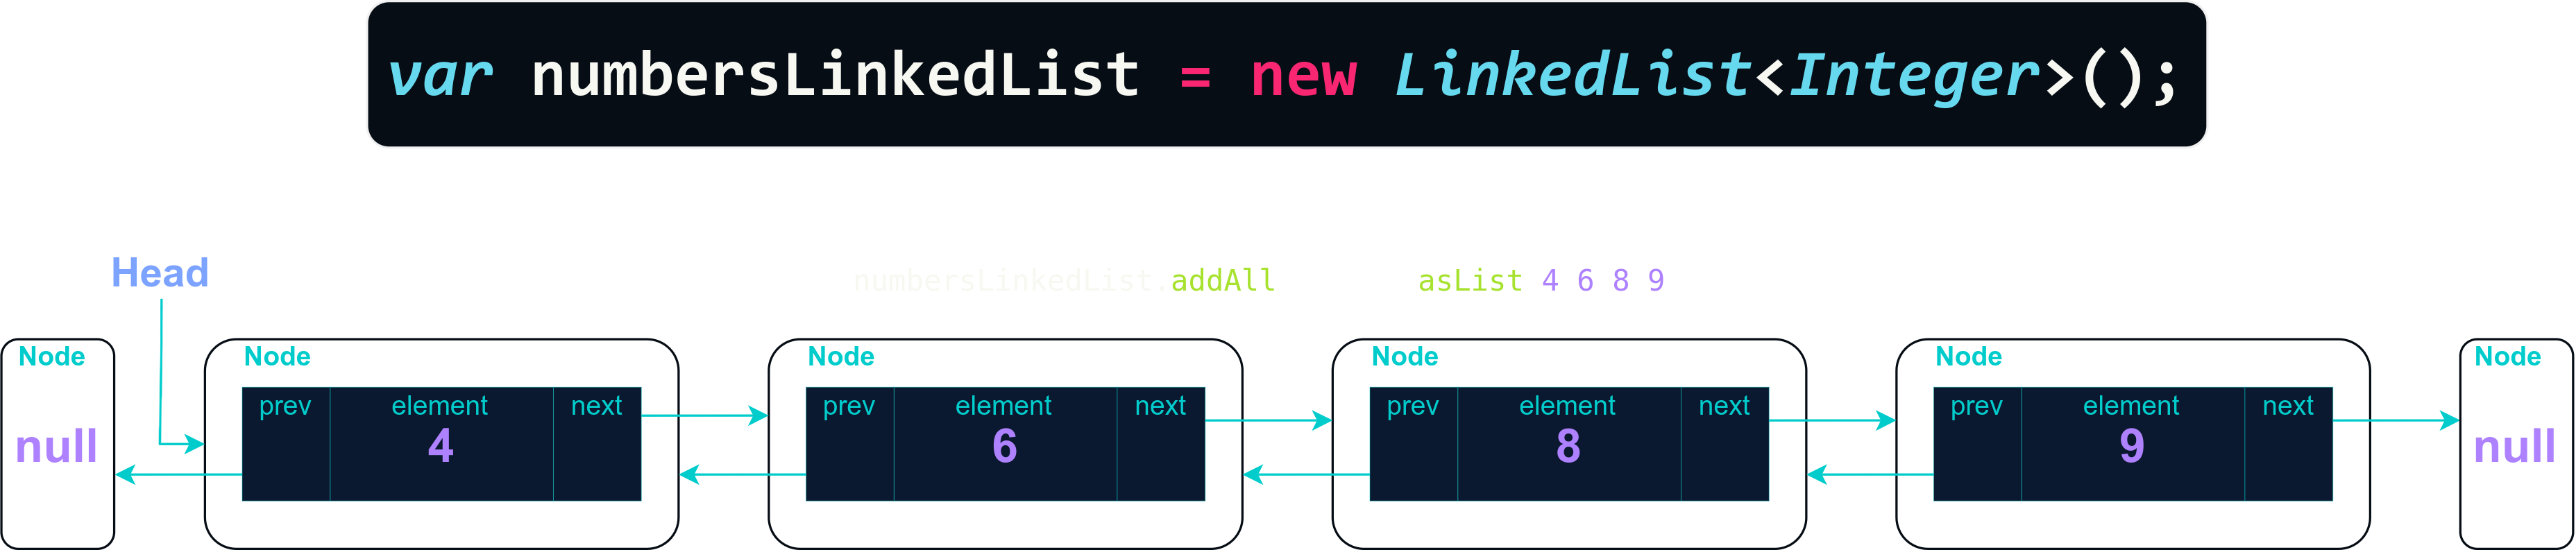 var numbersLinkedList = new LinkedList<Integer>();
Head
numbersLinkedList.addAll asList 4 6 8 9
Node Node Node Node Node Node
prev element next prev element next prev element next prev element next
null 4 6 8 9 null